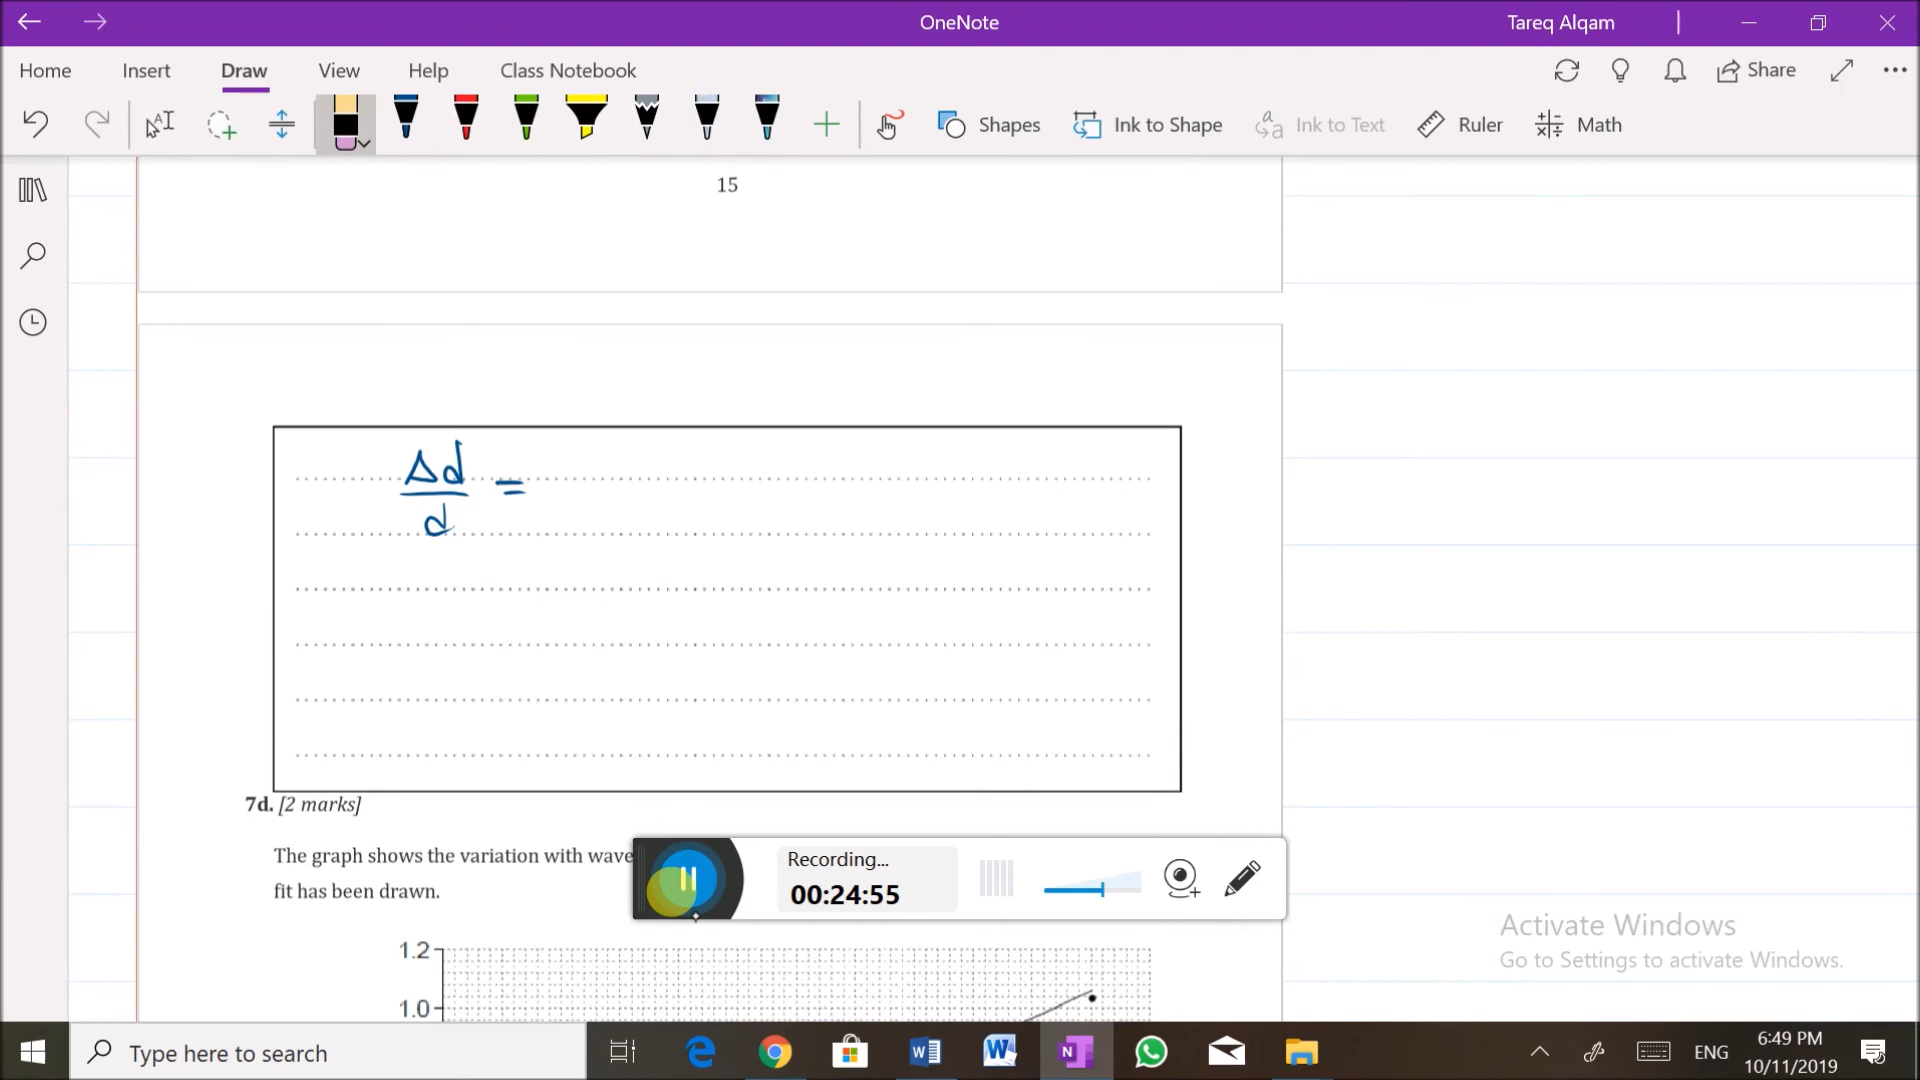 OneNote
Tareq Alqam
Home Insert Draw View Help Class Notebook
Share
Shapes Ink to Shape Ink to Text Ruler Math
15
Δd
=
d
7d. [2 marks]
The graph shows the variation with wave
fit has been drawn.
Recording...
00:24:55
1.2
1.0
Activate Windows
Go to Settings to activate Windows.
Type here to search
ENG
6:49 PM
10/11/2019